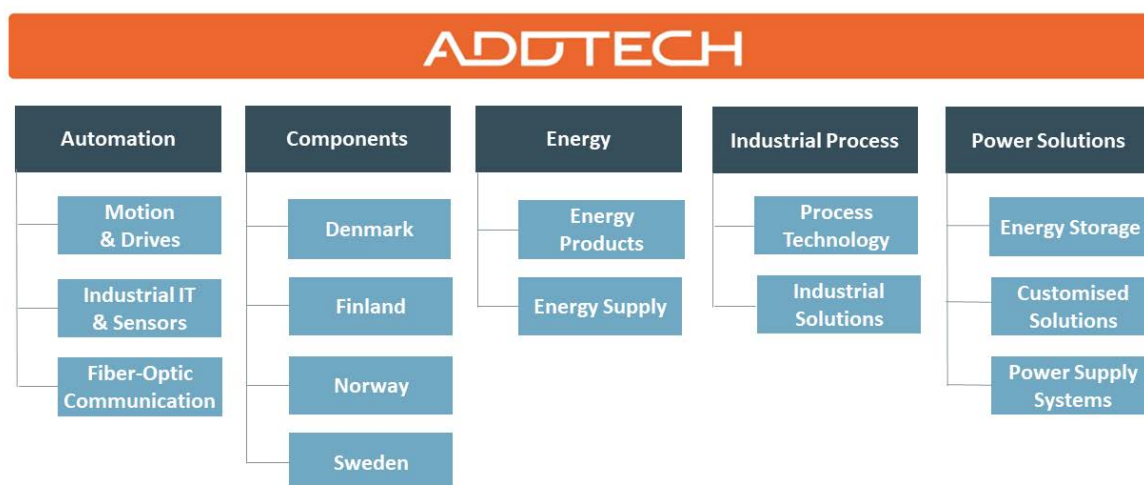 ADDTECH
Automation
Motion
& Drives
Industrial IT
& Sensors
Fiber-Optic
Communication
Components
Denmark
Finland
Norway
Sweden
Energy
Energy
Products
Energy Supply
Industrial Process
Process
Technology
Industrial
Solutions
Power Solutions
Energy Storage
Customised
Solutions
Power Supply
Systems